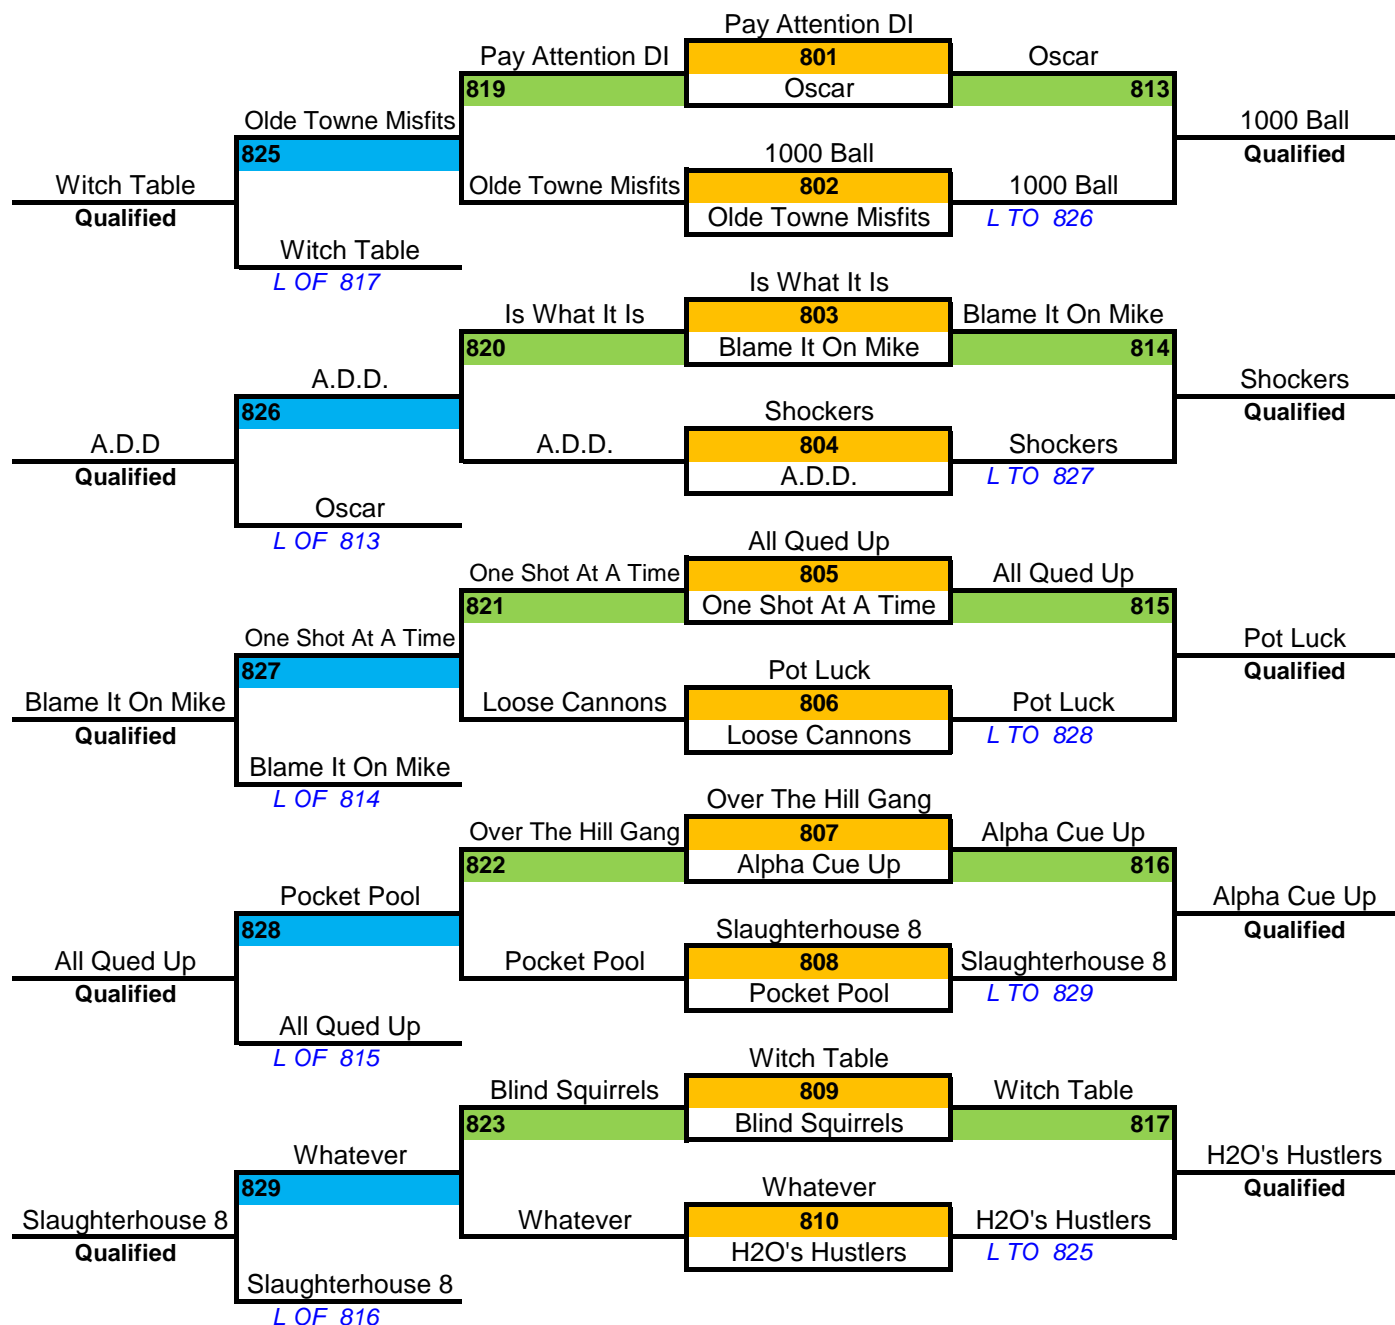 Pay Attention DI
Pay Attention DI 801 Oscar
819 Oscar 813
Olde Towne Misfits 1000 Ball
825 1000 Ball Qualified
Witch Table Olde Towne Misfits 802 1000 Ball
Qualified Olde Towne Misfits L TO 826
Witch Table
L OF 817 Is What It Is
Is What It Is 803 Blame It On Mike
820 Blame It On Mike 814
A.D.D. Shockers
826 Shockers Qualified
A.D.D A.D.D. 804 Shockers
Qualified A.D.D. L TO 827
Oscar
L OF 813 All Qued Up
One Shot At A Time 805 All Qued Up
821 One Shot At A Time 815
One Shot At A Time Pot Luck
827 Pot Luck Qualified
Blame It On Mike Loose Cannons 806 Pot Luck
Qualified Loose Cannons L TO 828
Blame It On Mike
L OF 814 Over The Hill Gang
Over The Hill Gang 807 Alpha Cue Up
822 Alpha Cue Up 816
Pocket Pool Alpha Cue Up
828 Slaughterhouse 8 Qualified
All Qued Up Pocket Pool 808 Slaughterhouse 8
Qualified Pocket Pool L TO 829
All Qued Up
L OF 815 Witch Table
Blind Squirrels 809 Witch Table
823 Blind Squirrels 817
Whatever H2O's Hustlers
829 Whatever Qualified
Slaughterhouse 8 Whatever 810 H2O's Hustlers
Qualified H2O's Hustlers L TO 825
Slaughterhouse 8
L OF 816